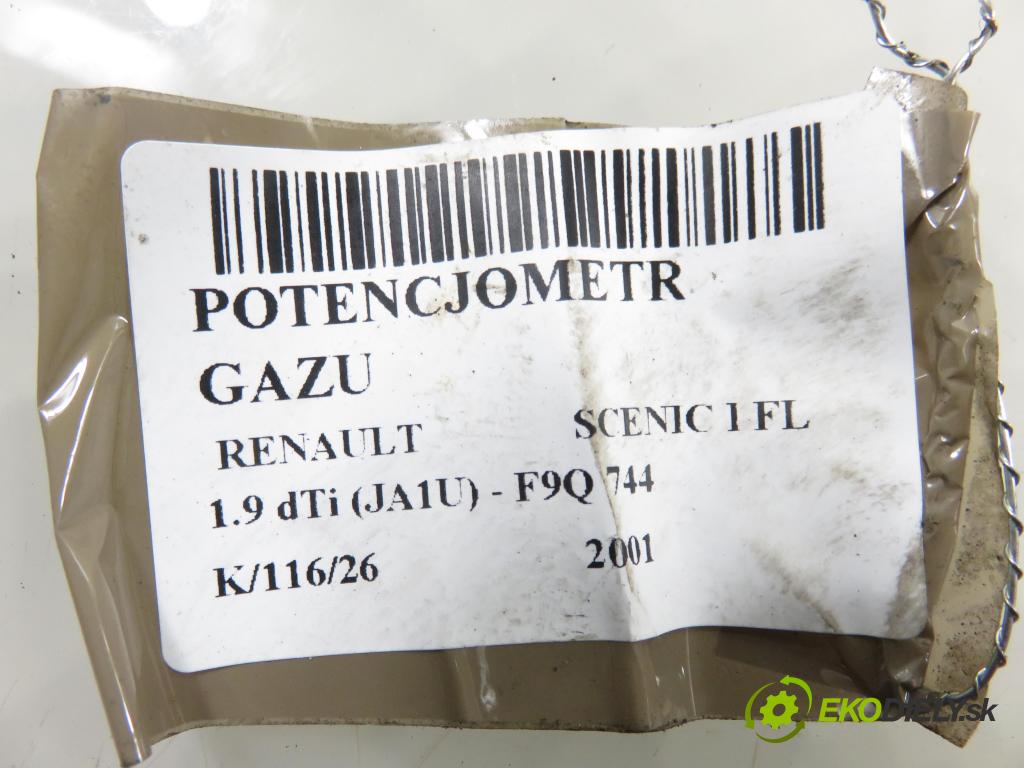 POTENCJOMETR
GAZU
RENAULT SCENIC I FL
1.9 dTi (JA1U) - F9Q 744
K/116/26 2001
EKODIELY.sk